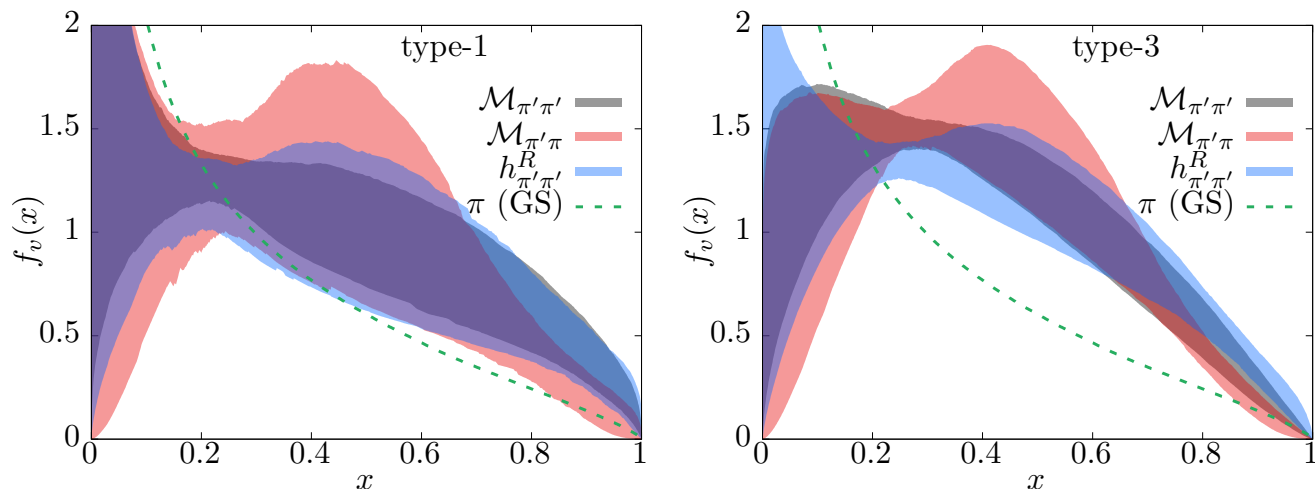 type-1
2
1.5
1
0.5
0
f_v(x)
𝓜_{π′π′}
𝓜_{π′π}
h^R_{π′π′}
π (GS)
0 0.2 0.4 0.6 0.8 1
x
type-3
2
1.5
1
0.5
0
f_v(x)
𝓜_{π′π′}
𝓜_{π′π}
h^R_{π′π′}
π (GS)
0 0.2 0.4 0.6 0.8 1
x